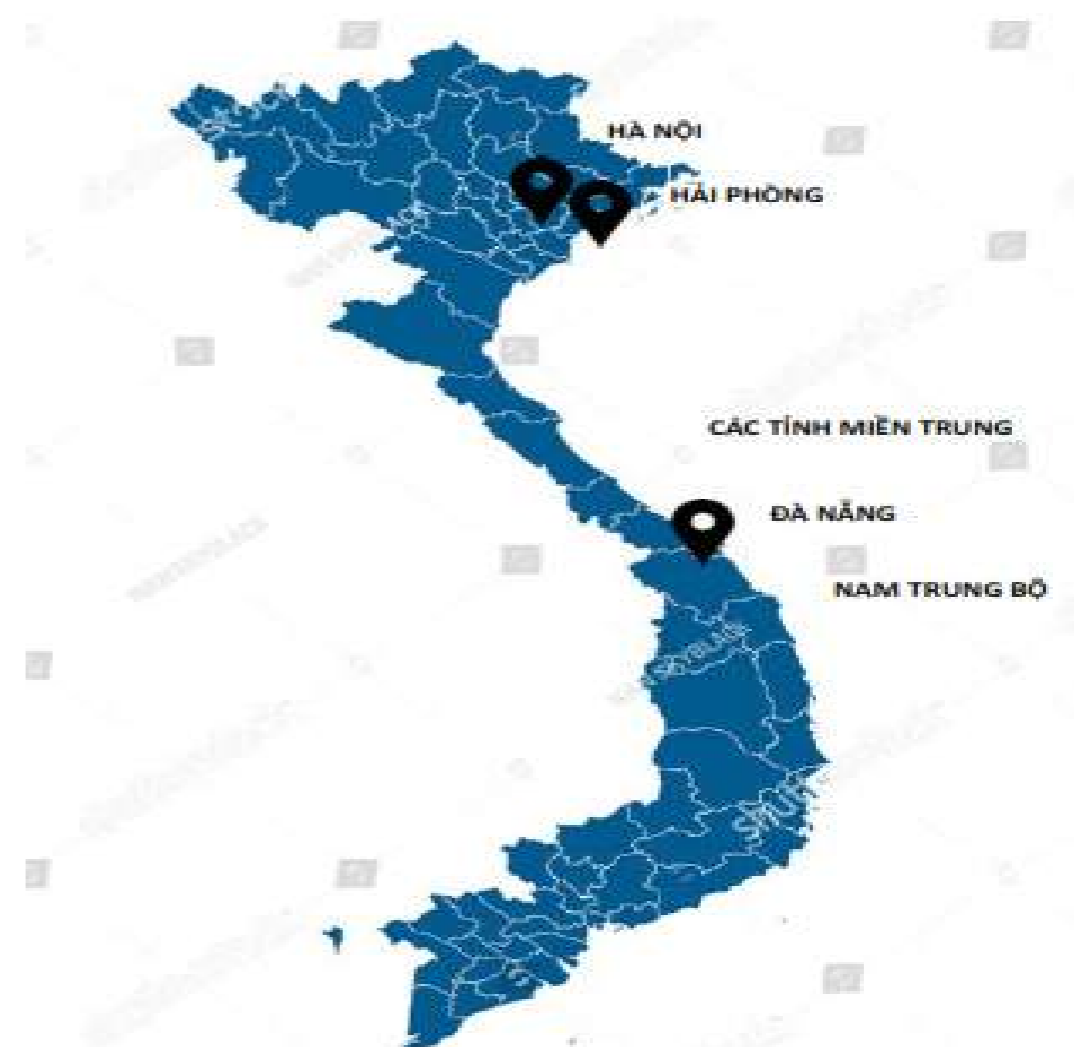 HÀ NỘI
HẢI PHÒNG
CÁC TỈNH MIỀN TRUNG
ĐÀ NẴNG
NAM TRUNG BỘ